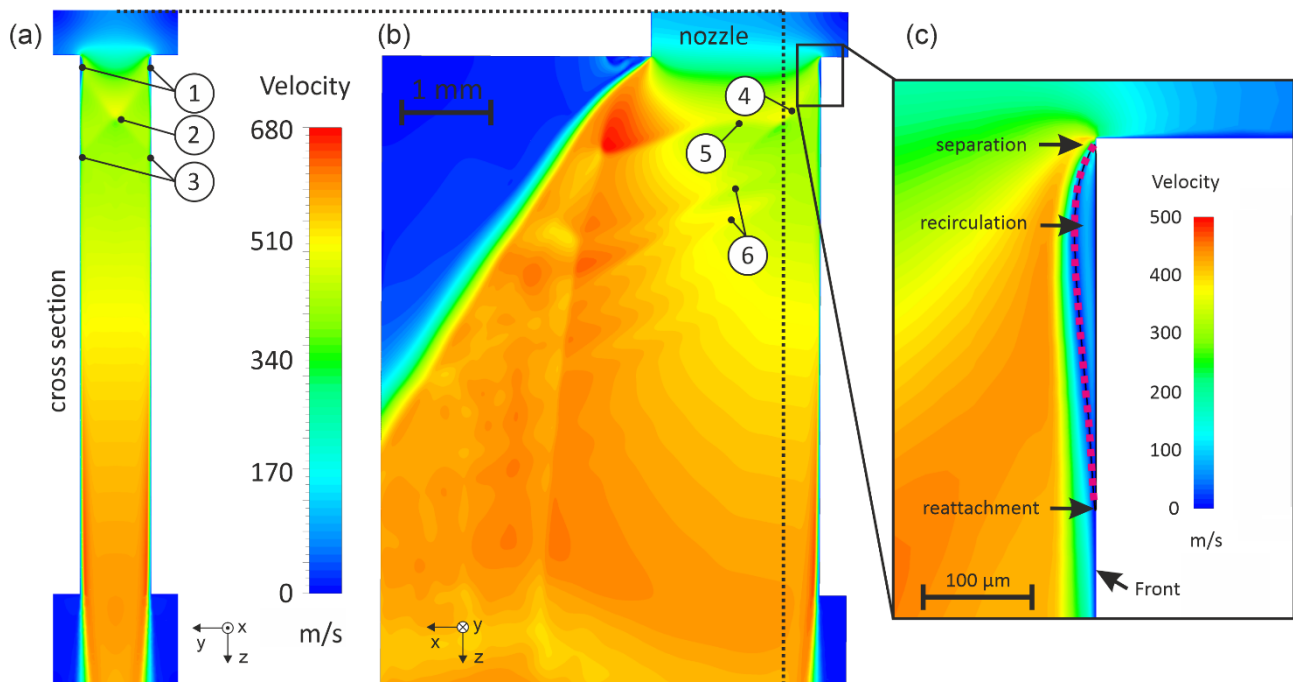 (a)
1
2
3
cross section
Velocity
680
510
340
170
0
m/s
x
y
z
(b)
nozzle
1 mm
4
5
6
y
x
z
(c)
separation
recirculation
Velocity
500
400
300
200
100
0
m/s
reattachment
Front
100 µm